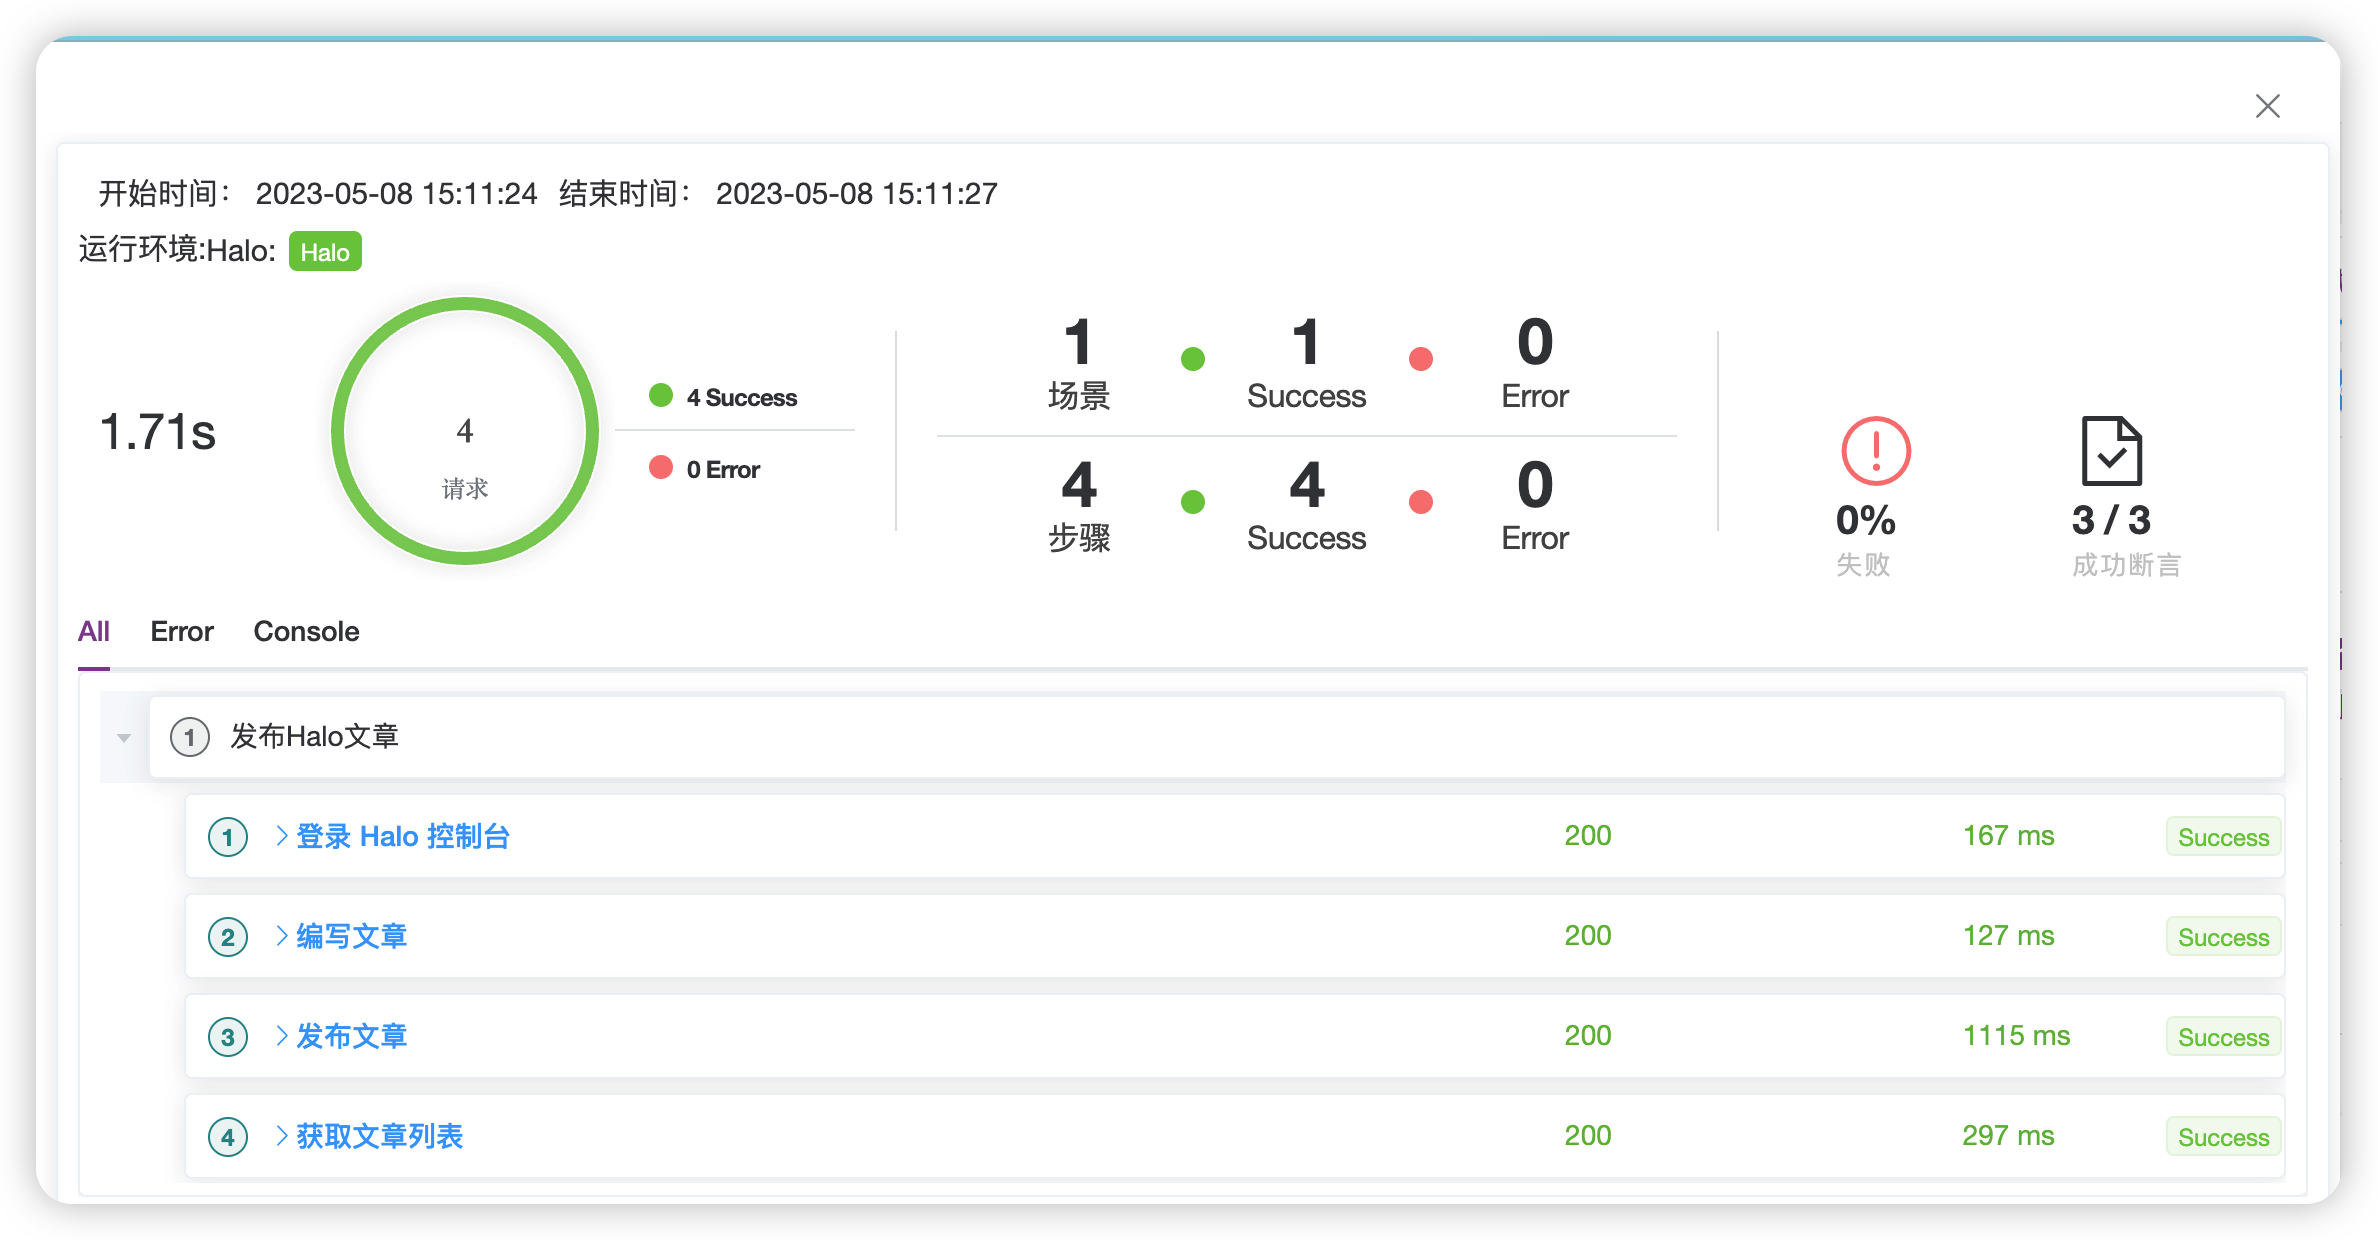 开始时间： 2023-05-08 15:11:24 结束时间： 2023-05-08 15:11:27
运行环境:Halo: Halo
1.71s
4
请求
4 Success
0 Error
1 1 0
场景 Success Error
4 4 0
步骤 Success Error
0%
失败
3 / 3
成功断言
All Error Console
1 发布Halo文章
1 登录 Halo 控制台 200 167 ms Success
2 编写文章 200 127 ms Success
3 发布文章 200 1115 ms Success
4 获取文章列表 200 297 ms Success